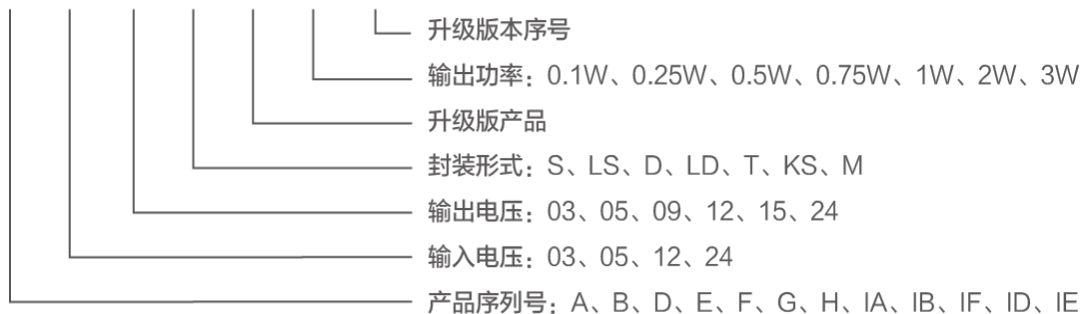 升级版本序号
输出功率：0.1W、0.25W、0.5W、0.75W、1W、2W、3W
升级版产品
封装形式：S、LS、D、LD、T、KS、M
输出电压：03、05、09、12、15、24
输入电压：03、05、12、24
产品序列号：A、B、D、E、F、G、H、IA、IB、IF、ID、IE